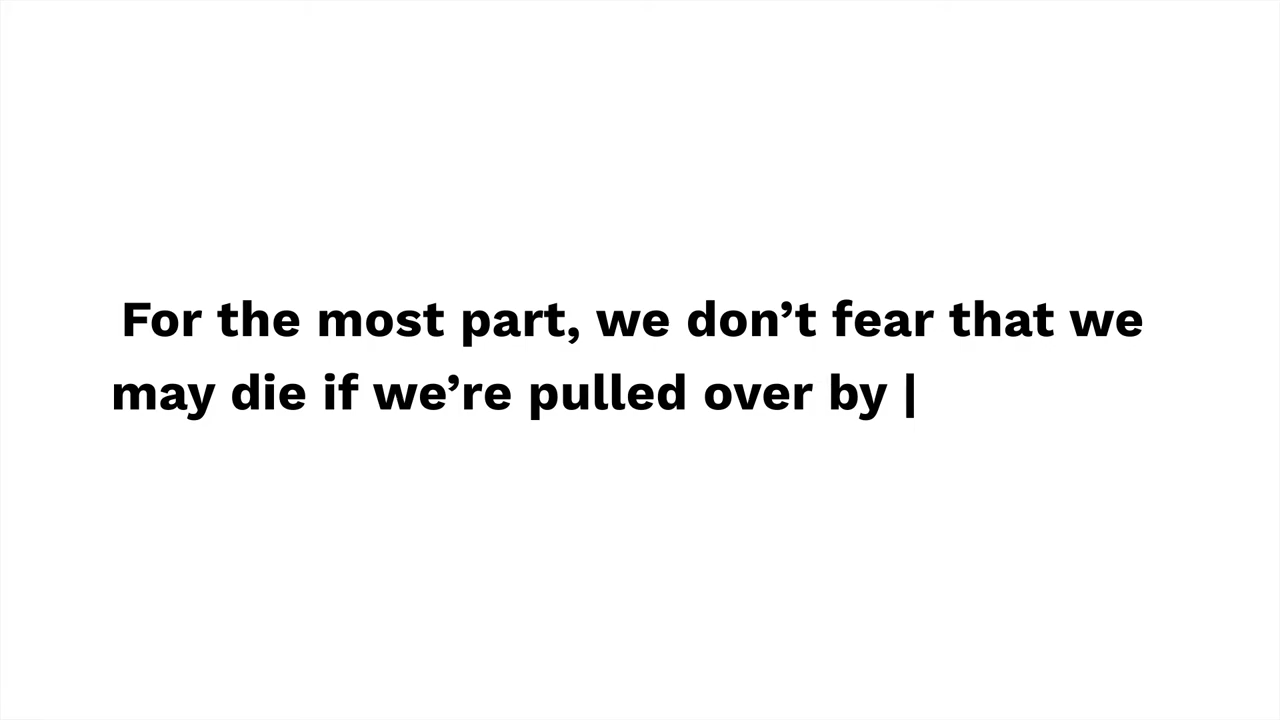 For the most part, we don’t fear that we
may die if we’re pulled over by |